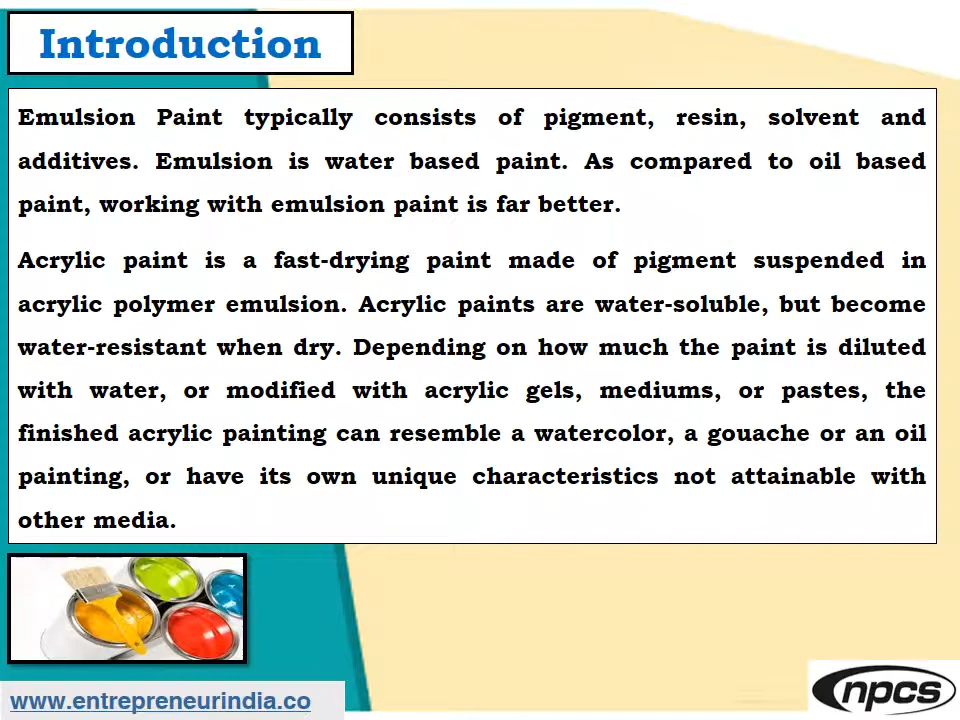 Introduction
Emulsion Paint typically consists of pigment, resin, solvent and
additives. Emulsion is water based paint. As compared to oil based
paint, working with emulsion paint is far better.
Acrylic paint is a fast-drying paint made of pigment suspended in
acrylic polymer emulsion. Acrylic paints are water-soluble, but become
water-resistant when dry. Depending on how much the paint is diluted
with water, or modified with acrylic gels, mediums, or pastes, the
finished acrylic painting can resemble a watercolor, a gouache or an oil
painting, or have its own unique characteristics not attainable with
other media.
www.entrepreneurindia.co
npcs